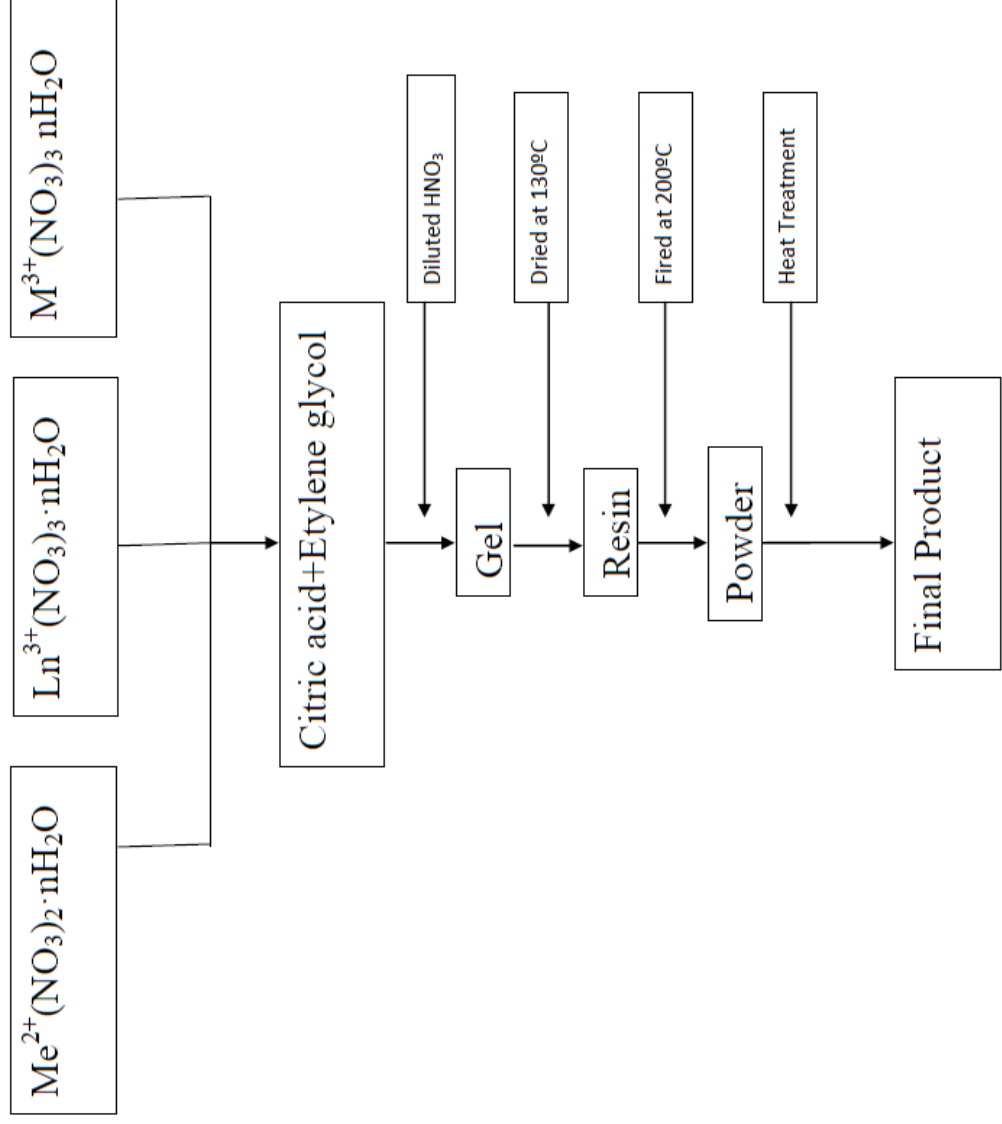 Me²⁺(NO₃)₂·nH₂O
Ln³⁺(NO₃)₃·nH₂O
M³⁺(NO₃)₃ nH₂O
Citric acid+Etylene glycol
Diluted HNO₃
Gel
Dried at 130ºC
Resin
Fired at 200ºC
Powder
Heat Treatment
Final Product